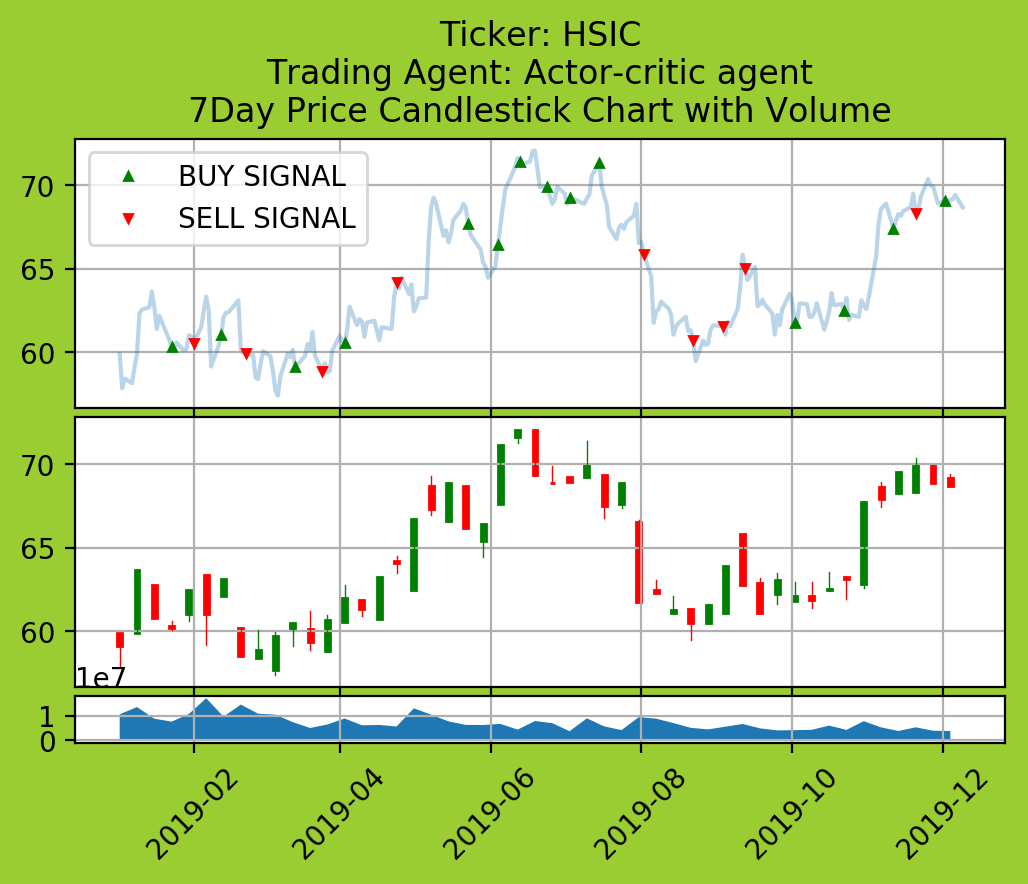 Ticker: HSIC
Trading Agent: Actor-critic agent
7Day Price Candlestick Chart with Volume
BUY SIGNAL
SELL SIGNAL
70
65
60
70
65
60
1e7
1
0
2019-02
2019-04
2019-06
2019-08
2019-10
2019-12